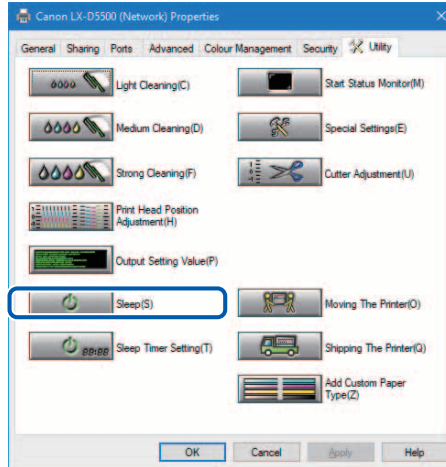 Canon LX-D5500 (Network) Properties
General Sharing Ports Advanced Colour Management Security Utility
Light Cleaning(C)
Start Status Monitor(M)
Medium Cleaning(D)
Special Settings(E)
Strong Cleaning(F)
Cutter Adjustment(U)
Print Head Position
Adjustment(H)
Output Setting Value(P)
Sleep(S)
Moving The Printer(O)
Sleep Timer Setting(T)
Shipping The Printer(Q)
Add Custom Paper
Type(Z)
OK Cancel Apply Help